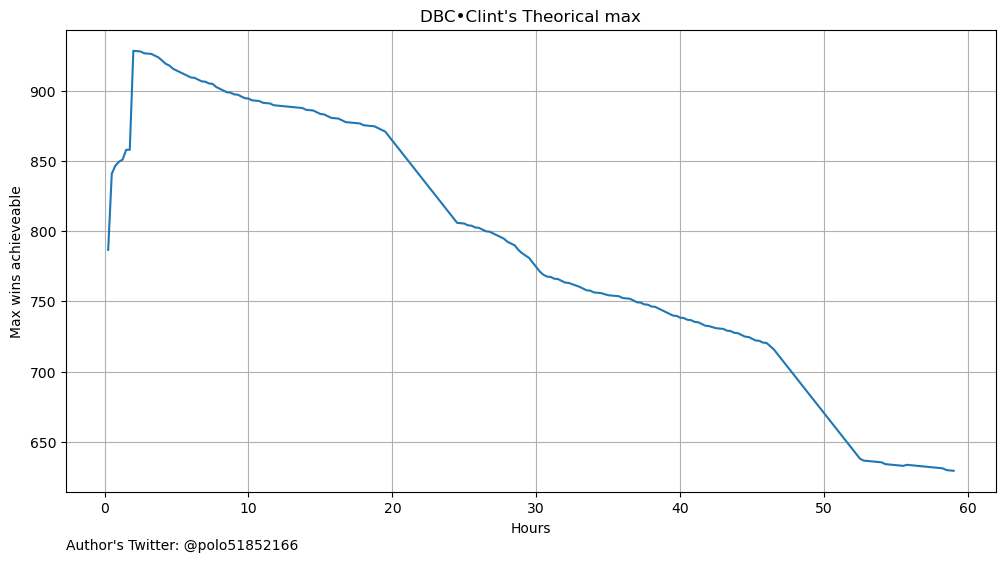 DBC•Clint's Theorical max
Max wins achieveable
900
850
800
750
700
650
0 10 20 30 40 50 60
Hours
Author's Twitter: @polo51852166